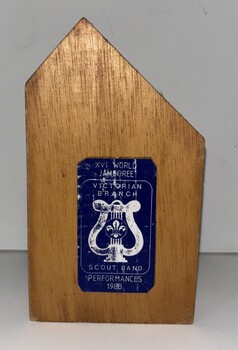 XVI WORLD
JAMBOREE
VICTORIAN
BRANCH
SCOUT BAND
PERFORMANCES
1988